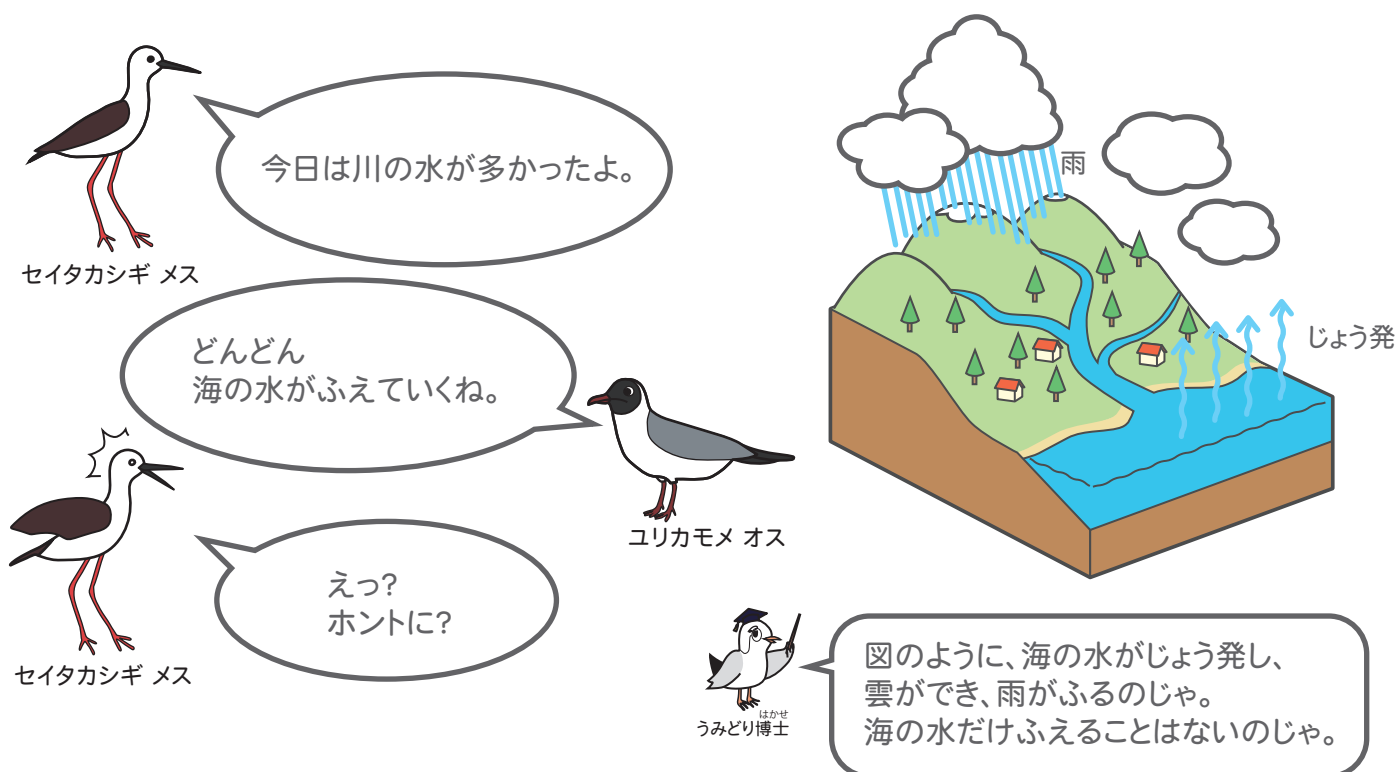 今日は川の水が多かったよ。
セイタカシギ メス
どんどん
海の水がふえていくね。
ユリカモメ オス
えっ?
ホントに?
セイタカシギ メス
雨
じょう発
図のように、海の水がじょう発し、
雲ができ、雨がふるのじゃ。
海の水だけふえることはないのじゃ。
はかせ
うみどり博士